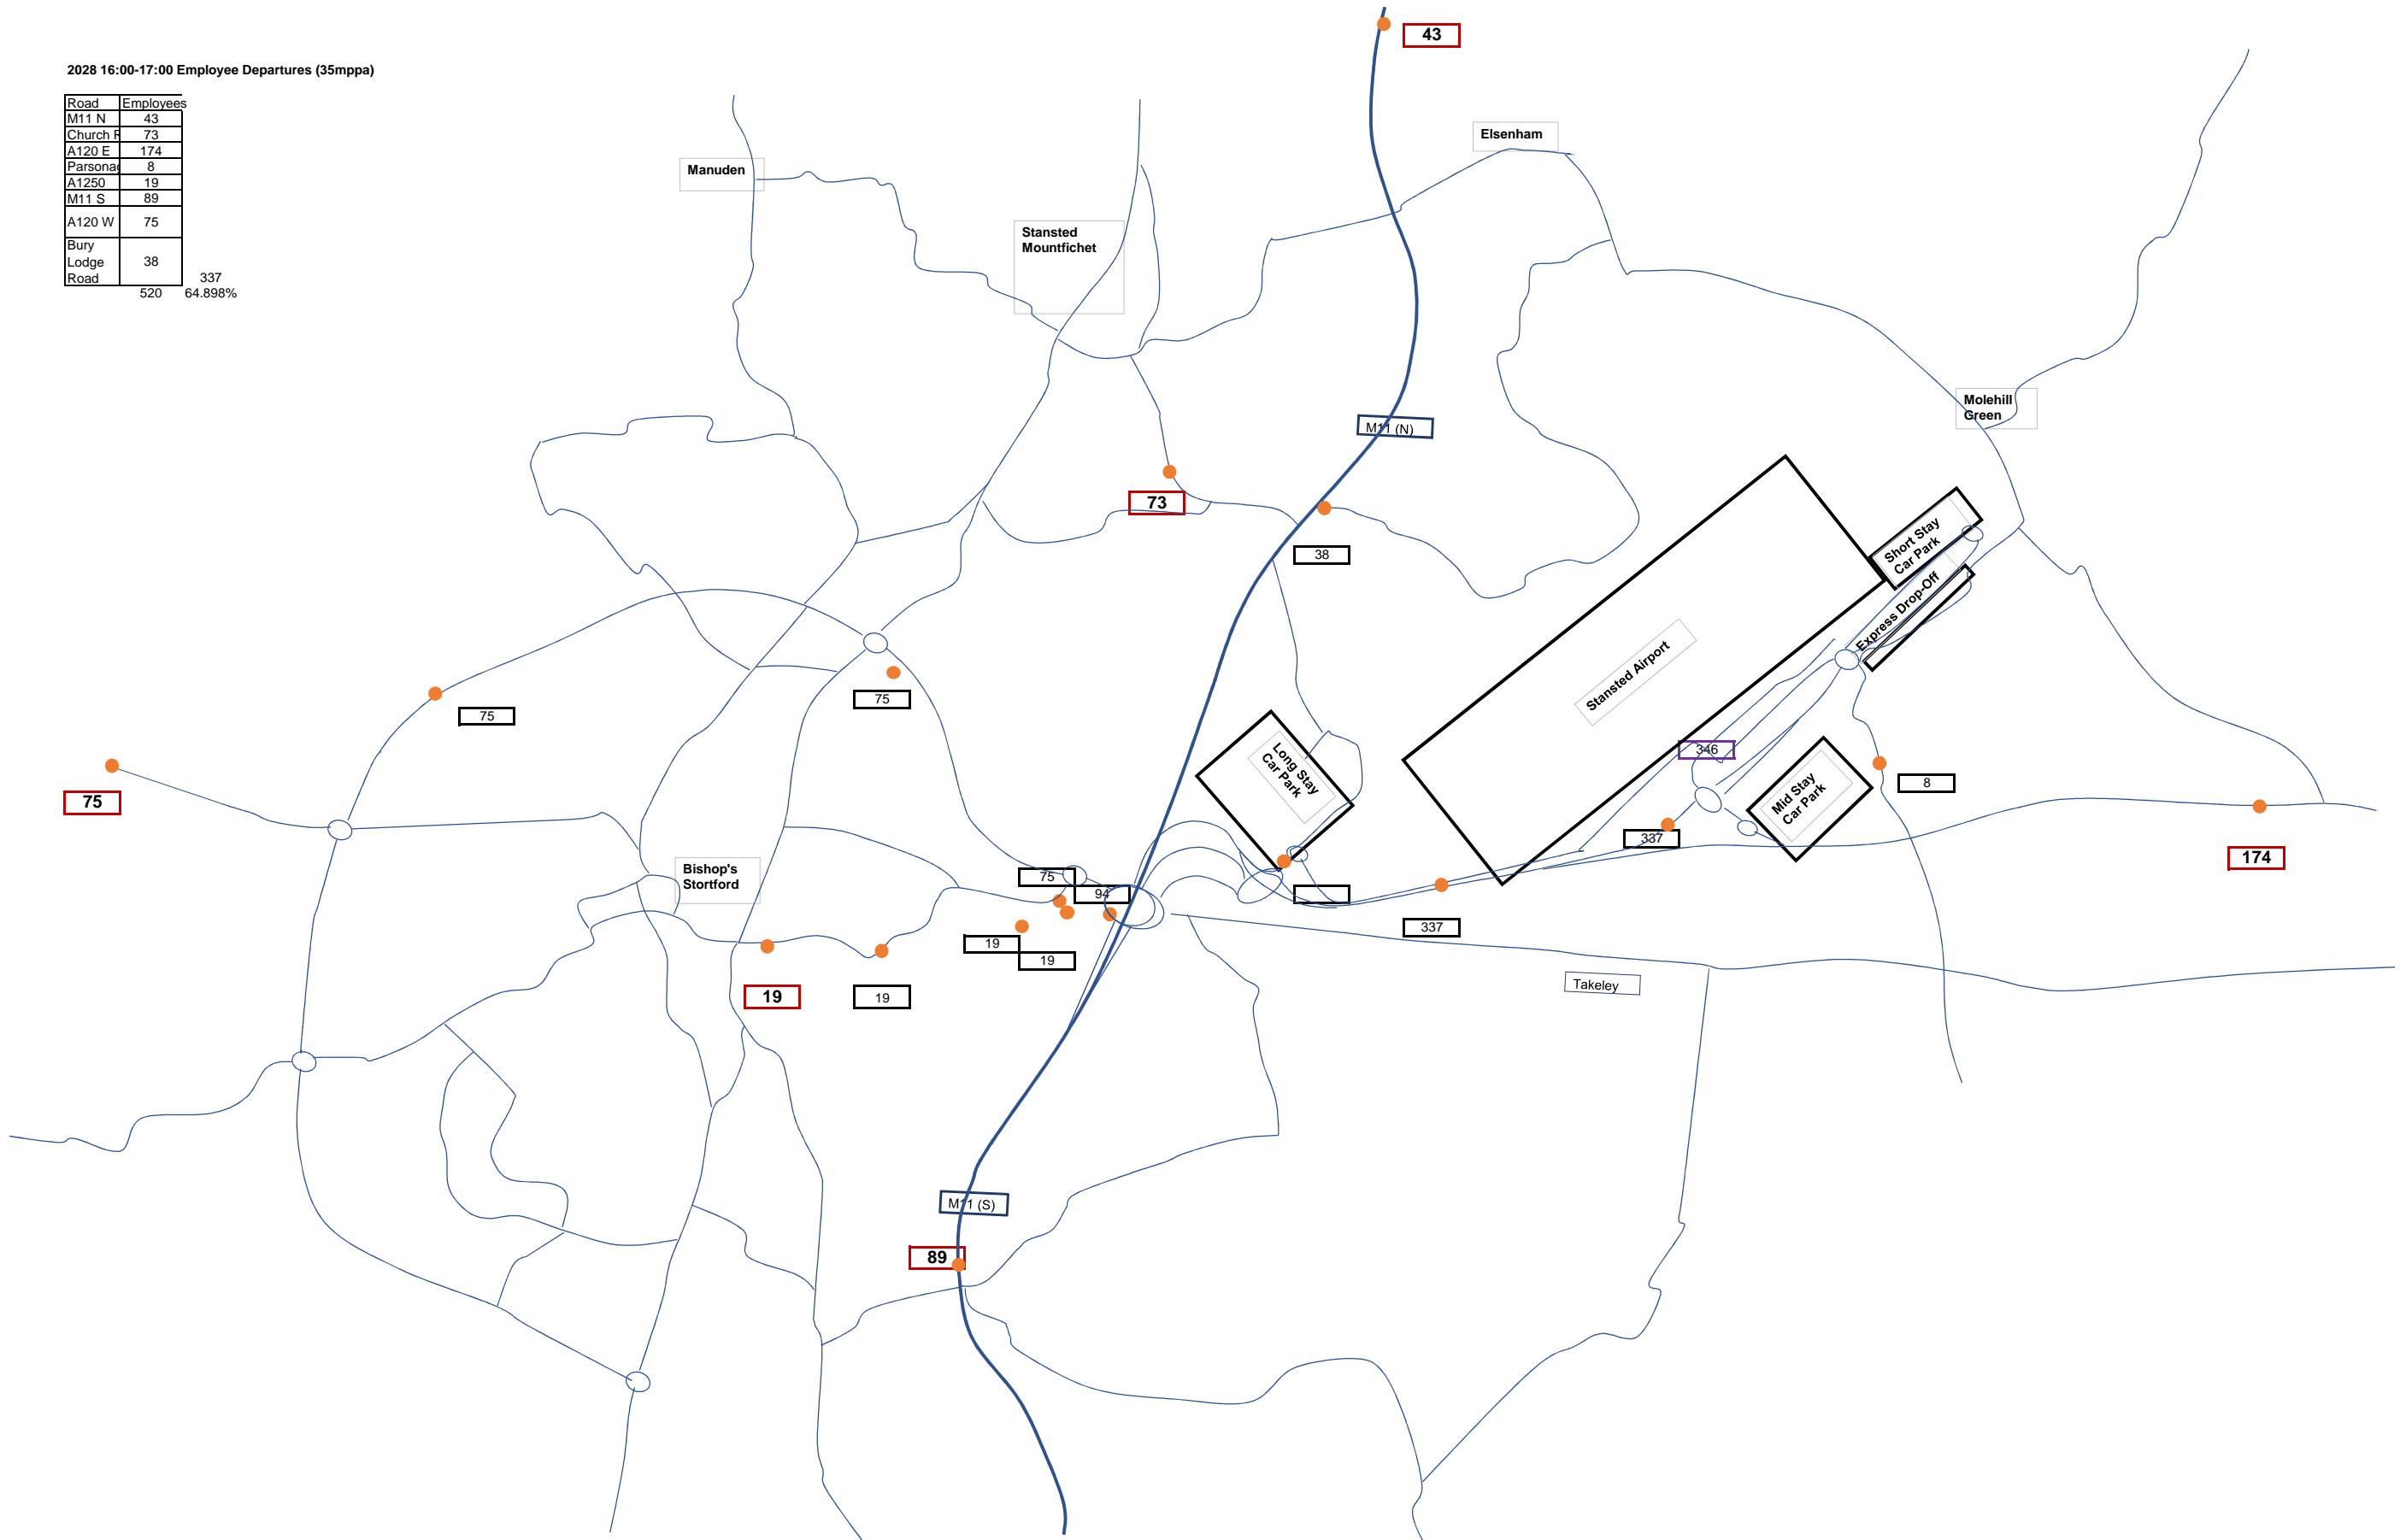 43
2028 16:00-17:00 Employee Departures (35mppa)
Road Employees
M11 N 43
Church R 73
A120 E 174
Parsonag 8
A1250 19
M11 S 89
A120 W 75
Bury
Lodge 38
Road 337
520 64.898%
Elsenham
Manuden
Stansted
Mountfichet
Molehill
Green
M11 (N)
73
38
Short Stay
Car Park
Express Drop-Off
Stansted Airport
75
75
75
346
Long Stay
Car Park
Mid Stay
Car Park
8
337
174
Bishop's
Stortford
75
94
337
19
19
19
19
Takeley
M11 (S)
89